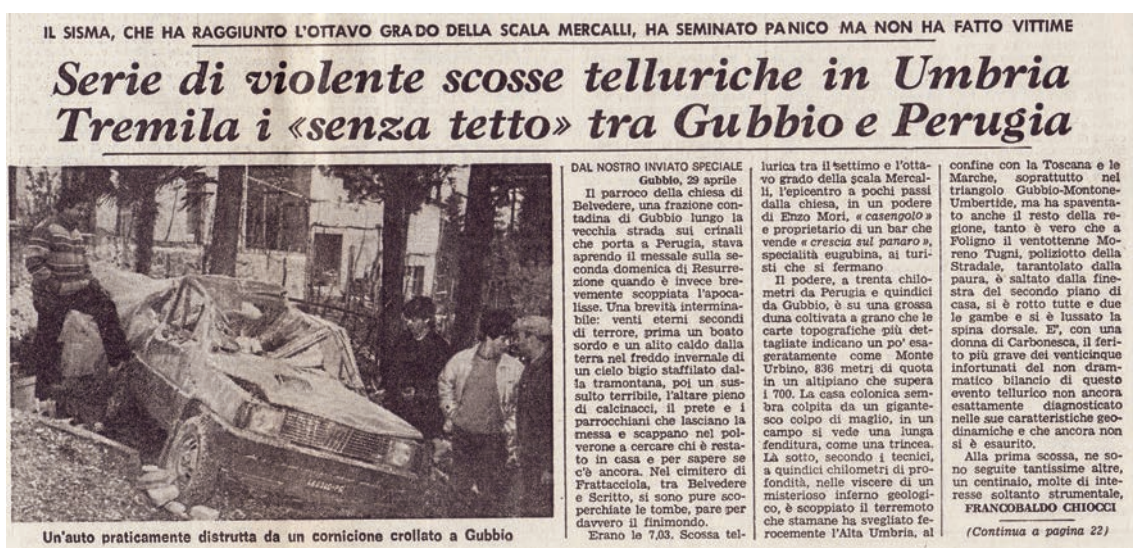 IL SISMA, CHE HA RAGGIUNTO L'OTTAVO GRADO DELLA SCALA MERCALLI, HA SEMINATO PANICO MA NON HA FATTO VITTIME
Serie di violente scosse telluriche in Umbria
Tremila i «senza tetto» tra Gubbio e Perugia
Un'auto praticamente distrutta da un cornicione crollato a Gubbio
DAL NOSTRO INVIATO SPECIALE
Gubbio, 29 aprile
Il parroco della chiesa di
Belvedere, una frazione con-
tadina di Gubbio lungo la
vecchia strada sui crinali
che porta a Perugia, stava
aprendo il messale sulla se-
conda domenica di Resurre-
zione quando è invece bre-
vemente scoppiata l'apoca-
lisse. Una brevità intermina-
bile: venti eterni secondi
di terrore, prima un boato
sordo e un alito caldo dalla
terra nel freddo invernale di
un cielo bigio staffilato dal-
la tramontana, poi un sus-
sulto terribile, l'altare pieno
di calcinacci, il prete e i
parrocchiani che lasciano la
messa e scappano nel pol-
verone a cercare chi è resta-
to in casa e per sapere se
c'è ancora. Nel cimitero di
Frattacciola, tra Belvedere
e Scritto, si sono pure sco-
perchiate le tombe, pare per
davvero il finimondo.
Erano le 7,03. Scossa tel-
lurica tra il settimo e l'otta-
vo grado della scala Mercal-
li, l'epicentro a pochi passi
dalla chiesa, in un podere
di Enzo Mori, « casengolo »
e proprietario di un bar che
vende « crescia sul panaro »,
specialità eugubina, ai turi-
sti che si fermano
Il podere, a trenta chilo-
metri da Perugia e quindici
da Gubbio, è su una grossa
duna coltivata a grano che le
carte topografiche più det-
tagliate indicano un po' esa-
geratamente come Monte
Urbino, 836 metri di quota
in un altipiano che supera
i 700. La casa colonica sem-
bra colpita da un gigante-
sco colpo di maglio, in un
campo si vede una lunga
fenditura, come una trincea.
Là sotto, secondo i tecnici,
a quindici chilometri di pro-
fondità, nelle viscere di un
misterioso inferno geologi-
co, è scoppiato il terremoto
che stamane ha svegliato fe-
rocemente l'Alta Umbria, al
confine con la Toscana e le
Marche, soprattutto nel
triangolo Gubbio-Montone-
Umbertide, ma ha spaventa-
to anche il resto della re-
gione, tanto è vero che a
Foligno il ventottenne Mo-
reno Tugni, poliziotto della
Stradale, tarantolato dalla
paura, è saltato dalla fine-
stra del secondo piano di
casa, si è rotto tutte e due
le gambe e si è lussato la
spina dorsale. E', con una
donna di Carbonesca, il feri-
to più grave dei venticinque
infortunati del non dram-
matico bilancio di questo
evento tellurico non ancora
esattamente diagnosticato
nelle sue caratteristiche geo-
dinamiche e che ancora non
si è esaurito.
Alla prima scossa, ne so-
no seguite tantissime altre,
un centinaio, molte di inte-
resse soltanto strumentale,
FRANCOBALDO CHIOCCI
(Continua a pagina 22)